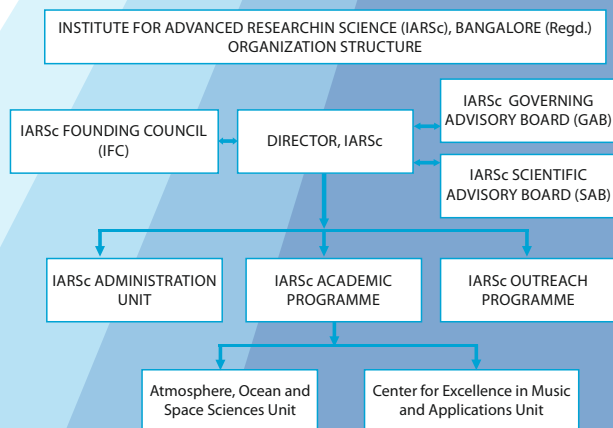 INSTITUTE FOR ADVANCED RESEARCHIN SCIENCE (IARSc), BANGALORE (Regd.)
ORGANIZATION STRUCTURE
IARSc FOUNDING COUNCIL
(IFC)
DIRECTOR, IARSc
IARSc GOVERNING
ADVISORY BOARD (GAB)
IARSc SCIENTIFIC
ADVISORY BOARD (SAB)
IARSc ADMINISTRATION
UNIT
IARSc ACADEMIC
PROGRAMME
IARSc OUTREACH
PROGRAMME
Atmosphere, Ocean and
Space Sciences Unit
Center for Excellence in Music
and Applications Unit